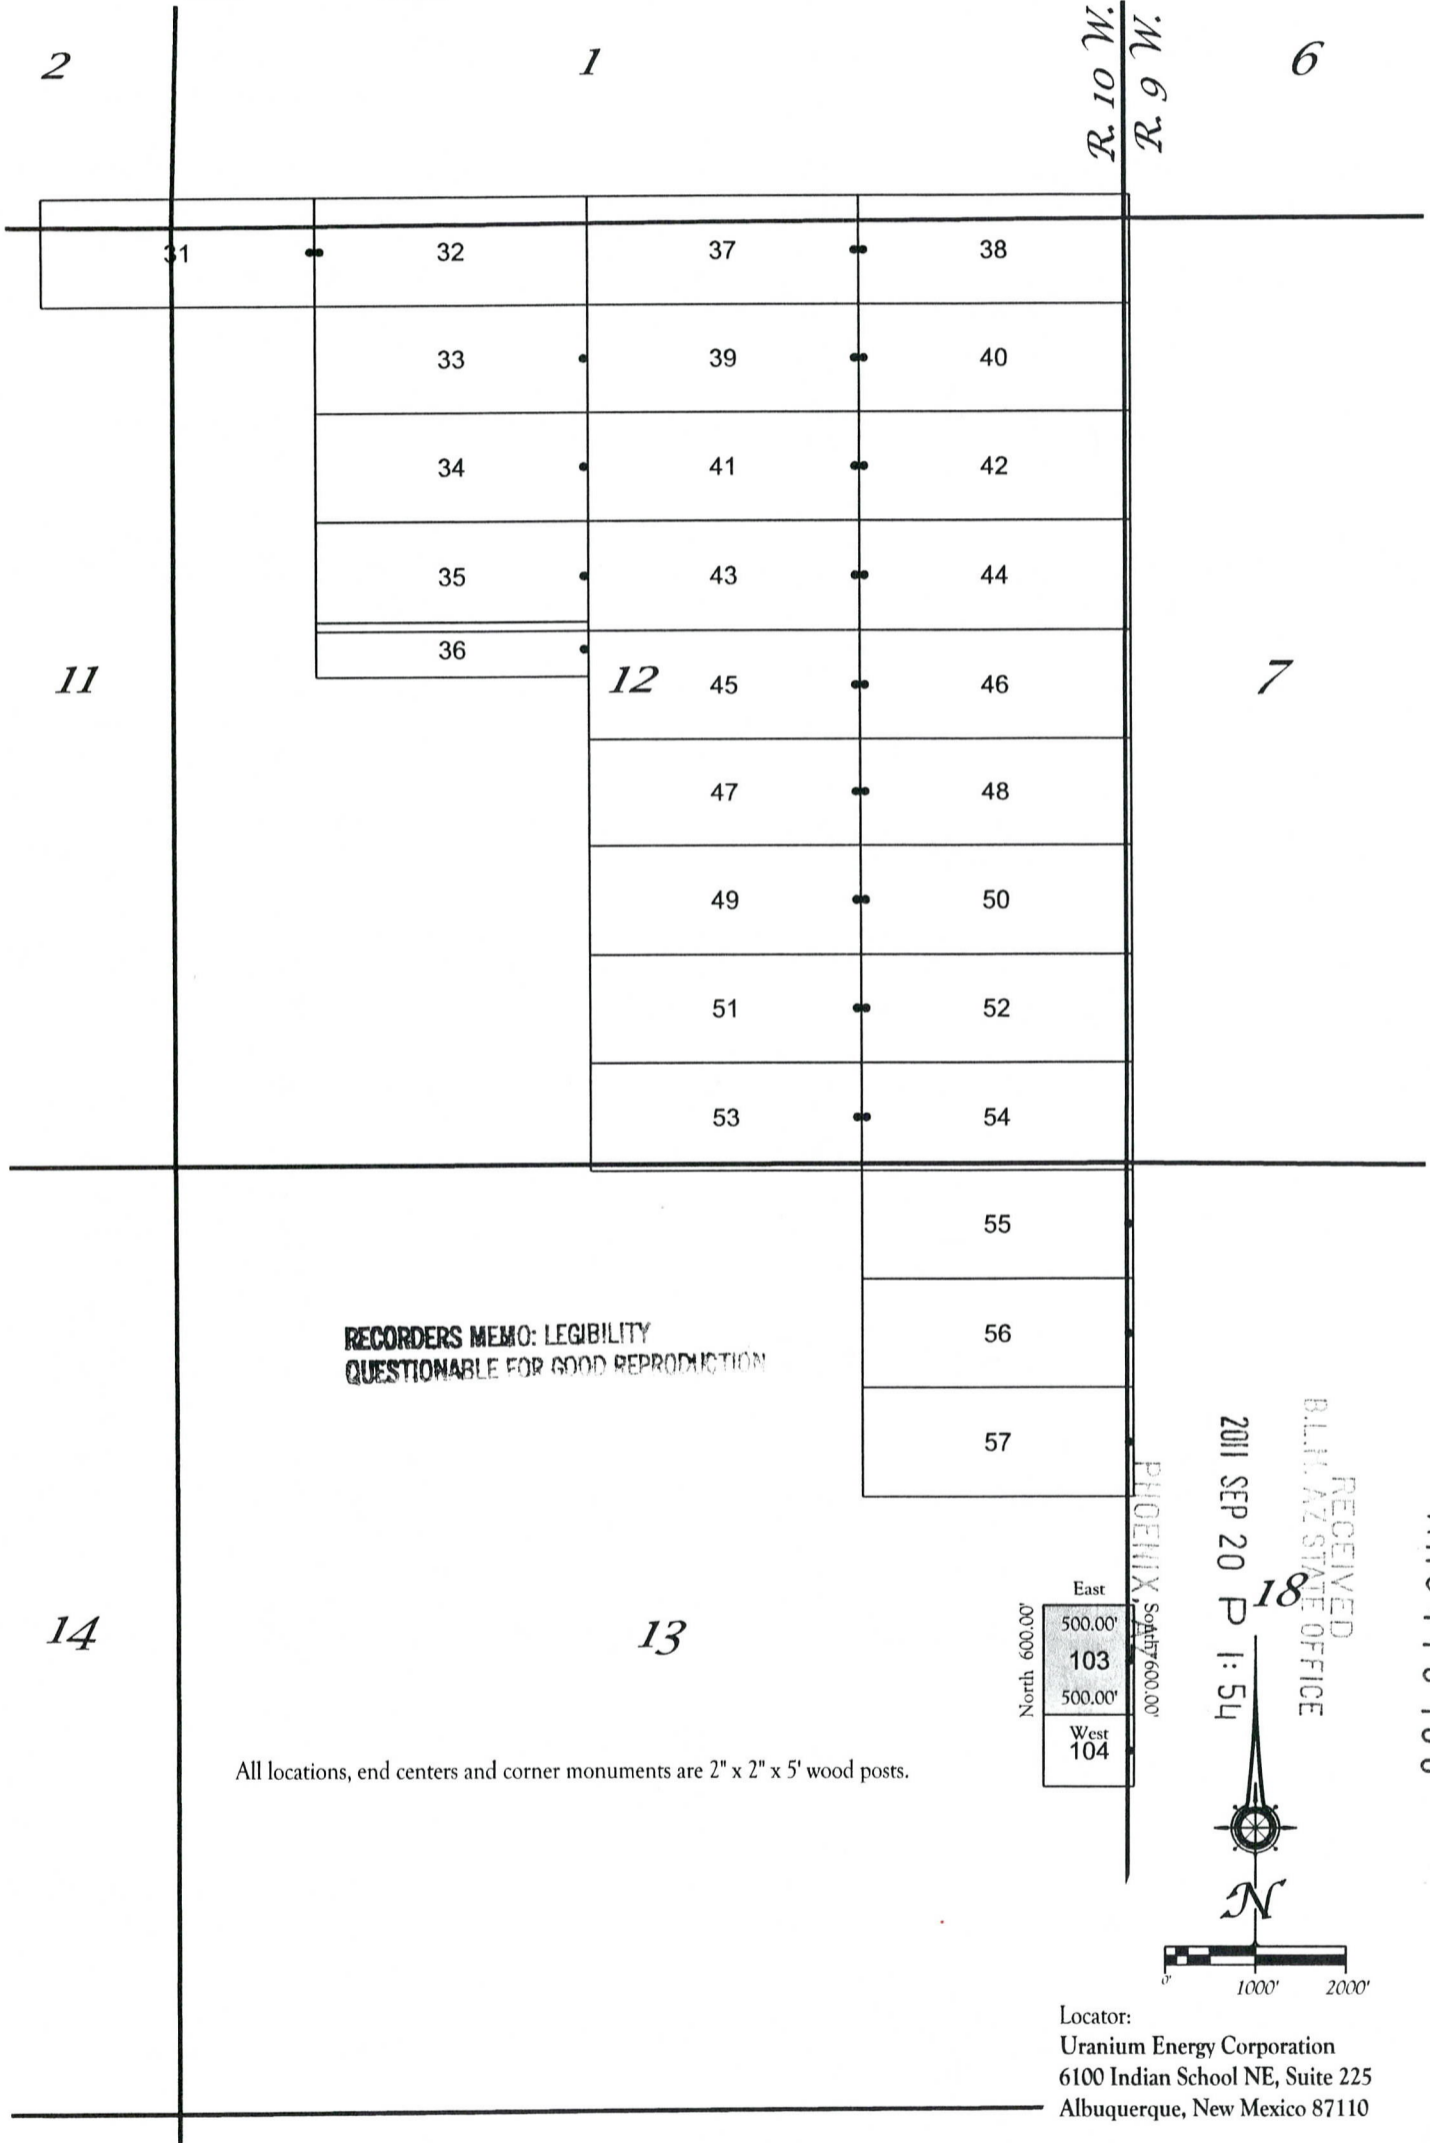 2
1
R. 10 W.
R. 9 W.
6
31
32
37
38
33
39
40
34
41
42
35
43
44
36
11
12
45
46
7
47
48
49
50
51
52
53
54
55
RECORDERS MEMO: LEGIBILITY
QUESTIONABLE FOR GOOD REPRODUCTION
56
57
RECEIVED
B.L.M. AZ STATE OFFICE
2011 SEP 20 P 1:54
PHOENIX,
14
13
18
East
500.00'
North 600.00'
103
South 600.00'
500.00'
West
104
All locations, end centers and corner monuments are 2" x 2" x 5' wood posts.
N
0' 1000' 2000'
Locator:
Uranium Energy Corporation
6100 Indian School NE, Suite 225
Albuquerque, New Mexico 87110